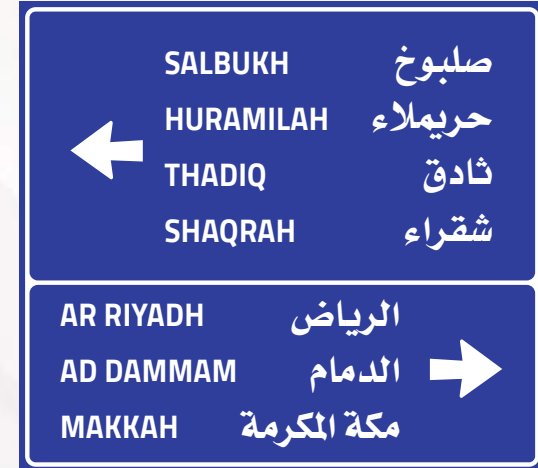 SALBUKH صلبوخ
HURAMILAH حريملاء
THADIQ ثادق
SHAQRAH شقراء
AR RIYADH الرياض
AD DAMMAM الدمام
MAKKAH مكة المكرمة